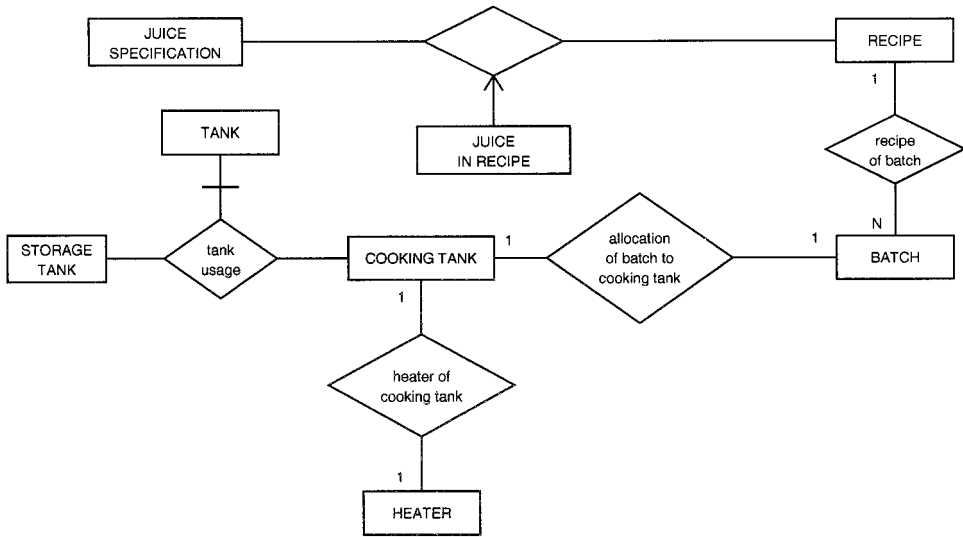 JUICE
SPECIFICATION
RECIPE
1
TANK
JUICE
IN RECIPE
recipe
of batch
N
STORAGE
TANK
tank
usage
COOKING TANK
1
allocation
of batch to
cooking tank
1
BATCH
1
heater of
cooking tank
1
HEATER